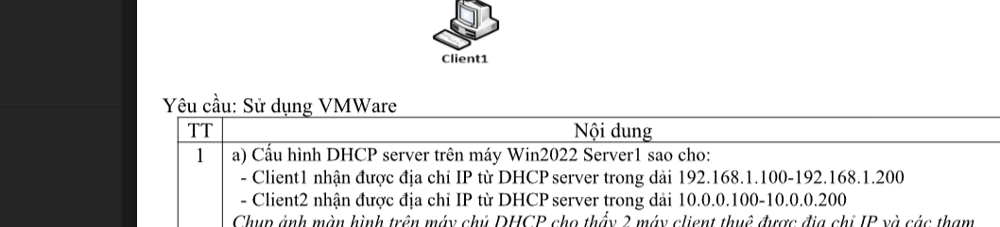 Client1
Yêu cầu: Sử dụng VMWare
TT Nội dung
1 a) Cấu hình DHCP server trên máy Win2022 Server1 sao cho:
- Client1 nhận được địa chỉ IP từ DHCP server trong dải 192.168.1.100-192.168.1.200
- Client2 nhận được địa chỉ IP từ DHCP server trong dải 10.0.0.100-10.0.0.200
Chụp ảnh màn hình trên máy chủ DHCP cho thấy 2 máy client thuê được địa chỉ IP và các tham